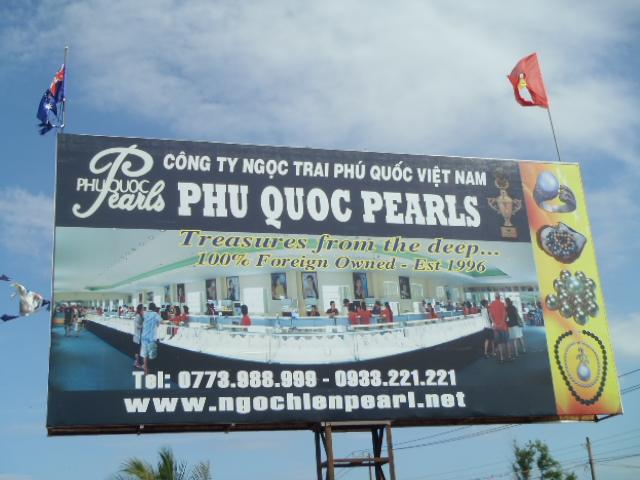 PHU QUOC
Pearls
CÔNG TY NGỌC TRAI PHÚ QUỐC VIỆT NAM
PHU QUOC PEARLS
Treasures from the deep...
100% Foreign Owned - Est 1996
Tel: 0773.988.999 - 0933.221.221
www.ngochienpearl.net